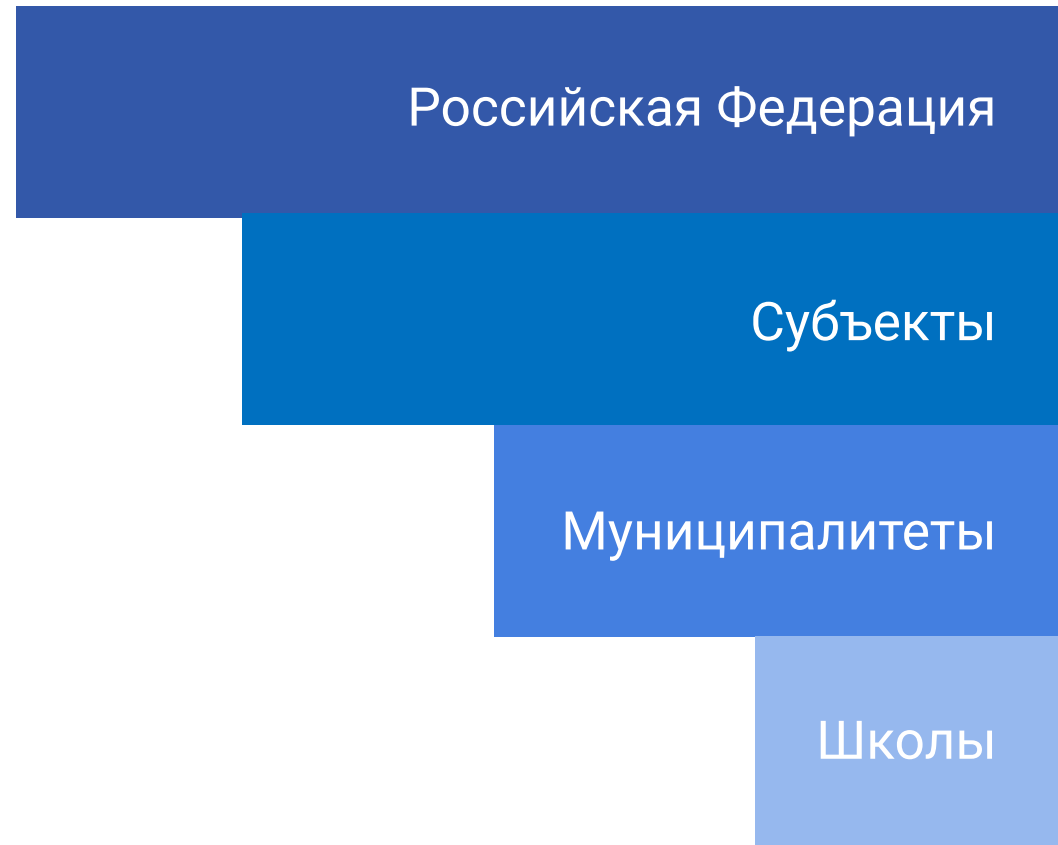 Российская Федерация
Субъекты
Муниципалитеты
Школы